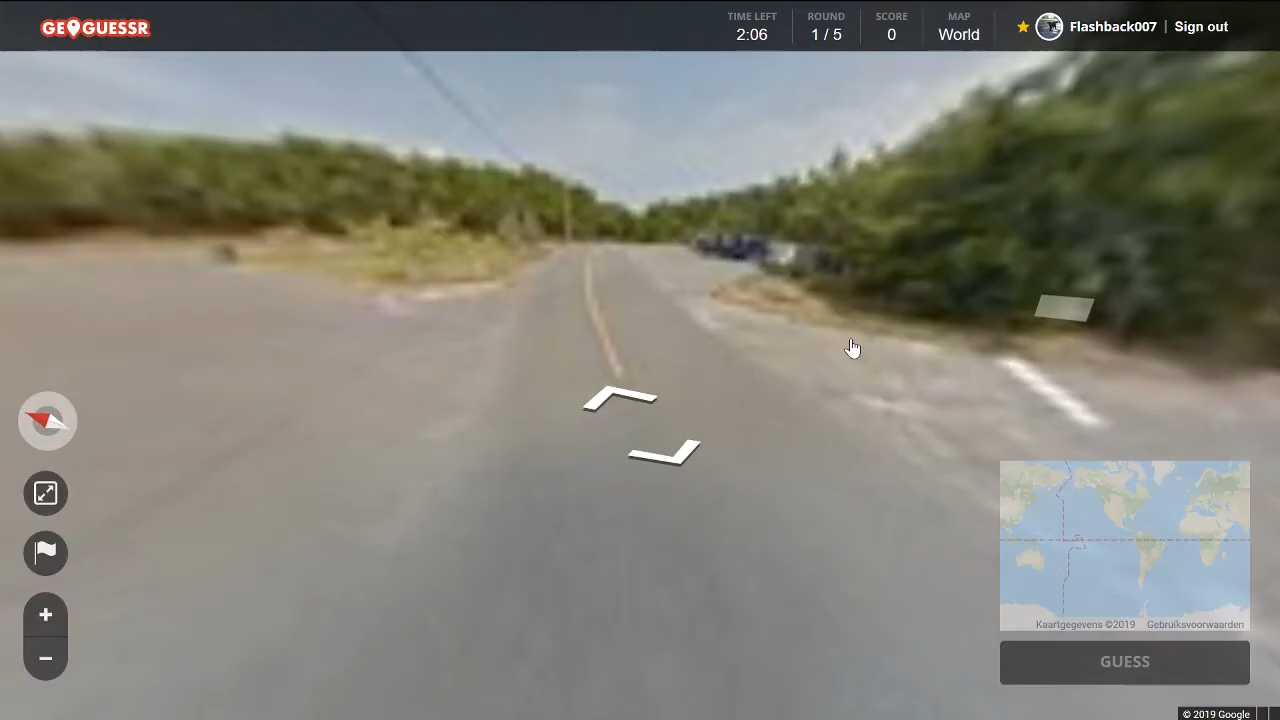 GEOGUESSR
TIME LEFT
2:06
ROUND
1 / 5
SCORE
0
MAP
World
Flashback007 | Sign out
Kaartgegevens ©2019 Gebruiksvoorwaarden
GUESS
© 2019 Google